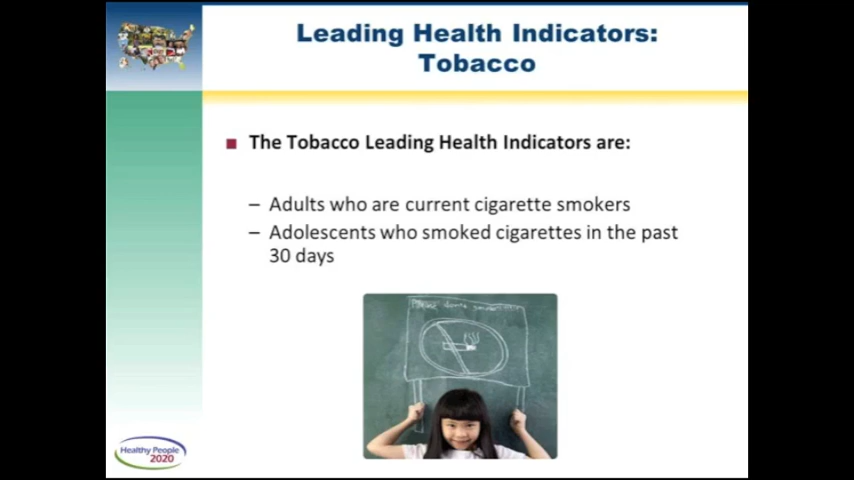 Leading Health Indicators:
Tobacco
The Tobacco Leading Health Indicators are:
– Adults who are current cigarette smokers
– Adolescents who smoked cigarettes in the past
30 days
Please
Healthy People
2020